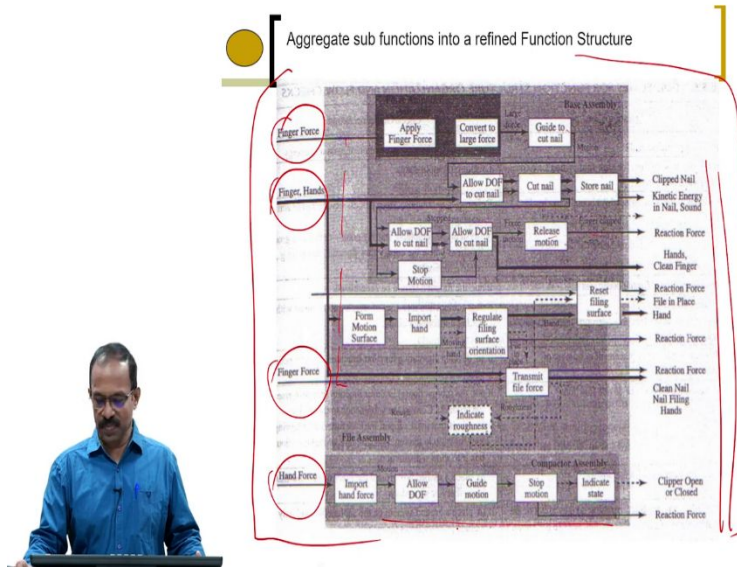 Aggregate sub functions into a refined Function Structure
Base Assembly
Finger Force
Apply
Finger Force
Convert to
large force
Large
force
Guide to
cut nail
Finger, Hands
Allow DOF
to cut nail
Cut nail
Store nail
Clipped Nail
Kinetic Energy
in Nail, Sound
Allow DOF
to cut nail
Allow DOF
to cut nail
Release
motion
Reaction Force
Stop
Motion
Hands,
Clean Finger
Reset
filing
surface
Reaction Force
File in Place
Hand
Form
Motion
Surface
Import
hand
Regulate
filing
surface
orientation
Moving
hand
Reaction Force
Finger Force
Transmit
file force
Reaction Force
Clean Nail
Nail Filing
Hands
Indicate
roughness
Roughness
File Assembly
Compactor Assembly
Hand Force
Import
hand force
Motion
Allow
DOF
Guide
motion
Stop
motion
Indicate
state
Clipper Open
or Closed
Reaction Force